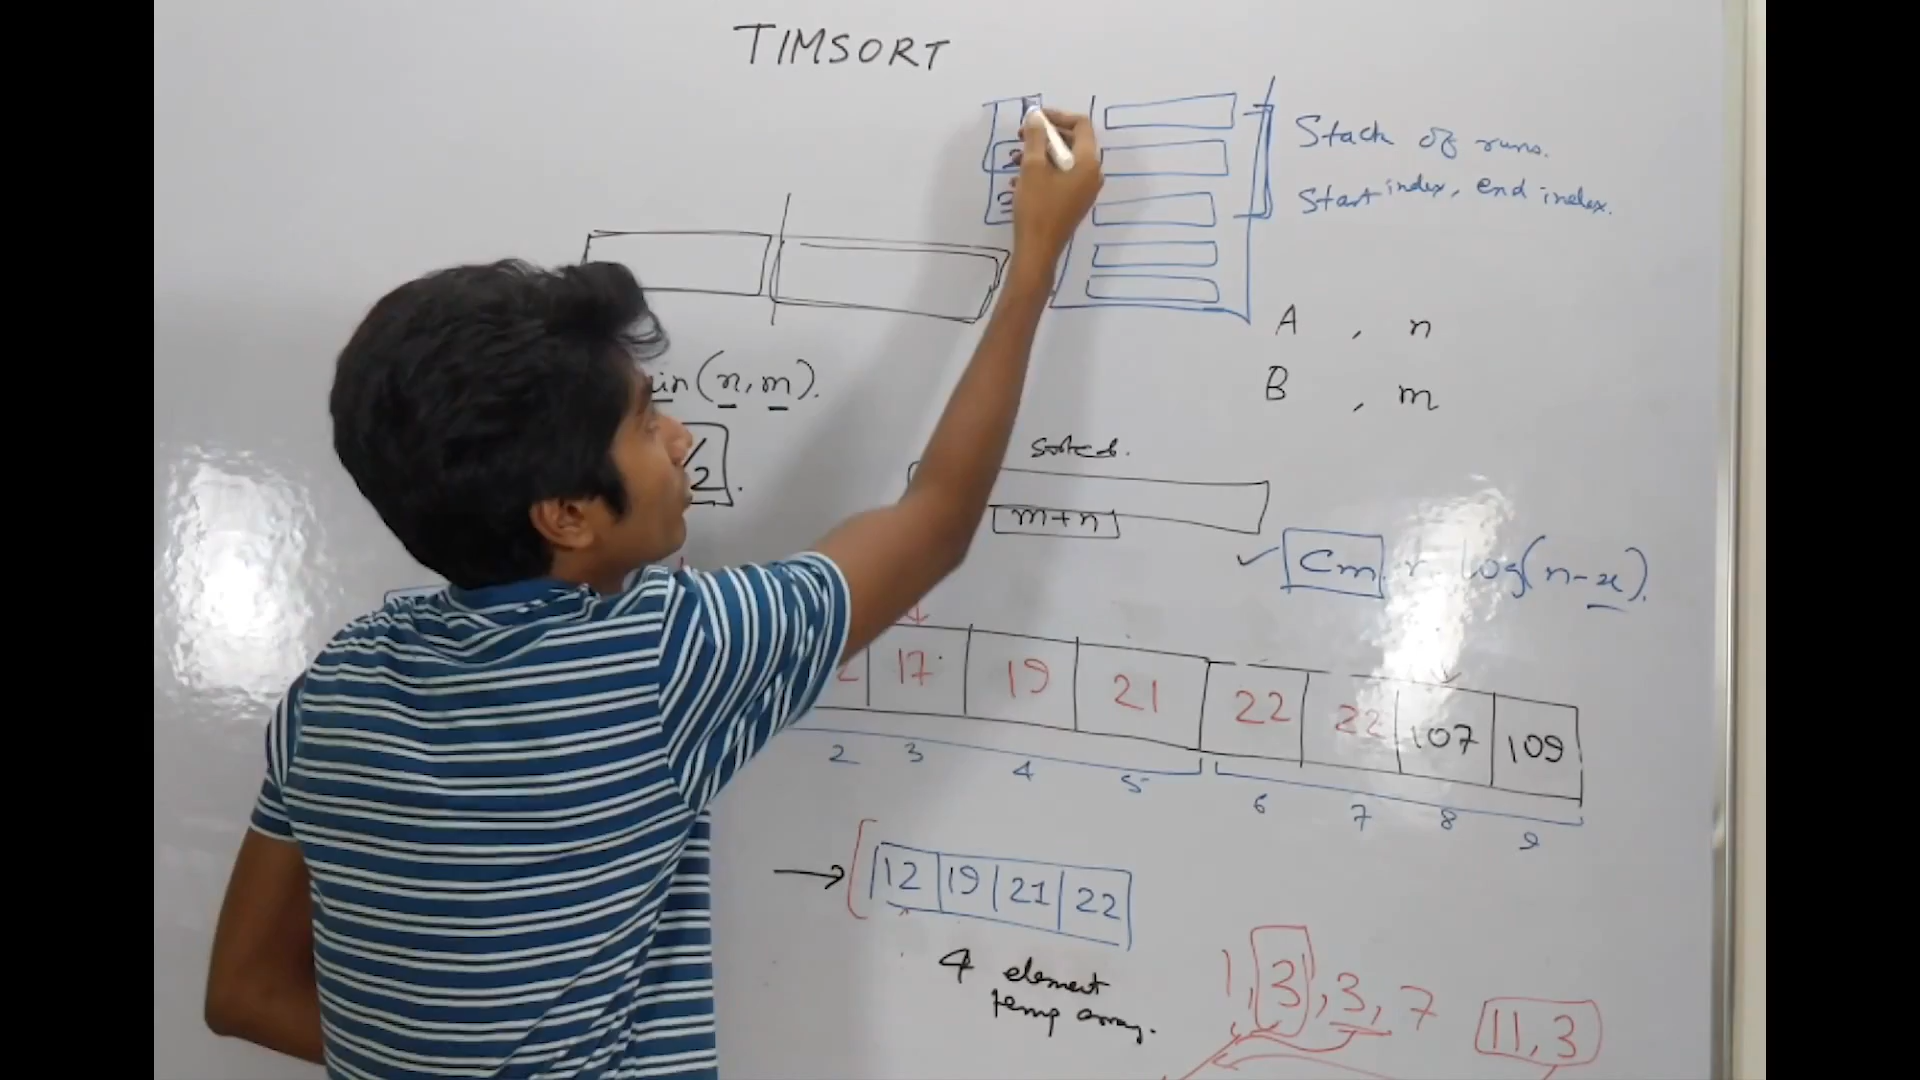 TIMSORT
Stack of runs.
Start index, end index.
A , n
B , m
(n, m).
2
sorted.
m+n
Cm. log(n-x).
17 19 21 22 22 107 109
2 3 4 5 6 7 8 9
12 19 21 22
4 element
temp array.
1, 3, 3, 7
11, 3